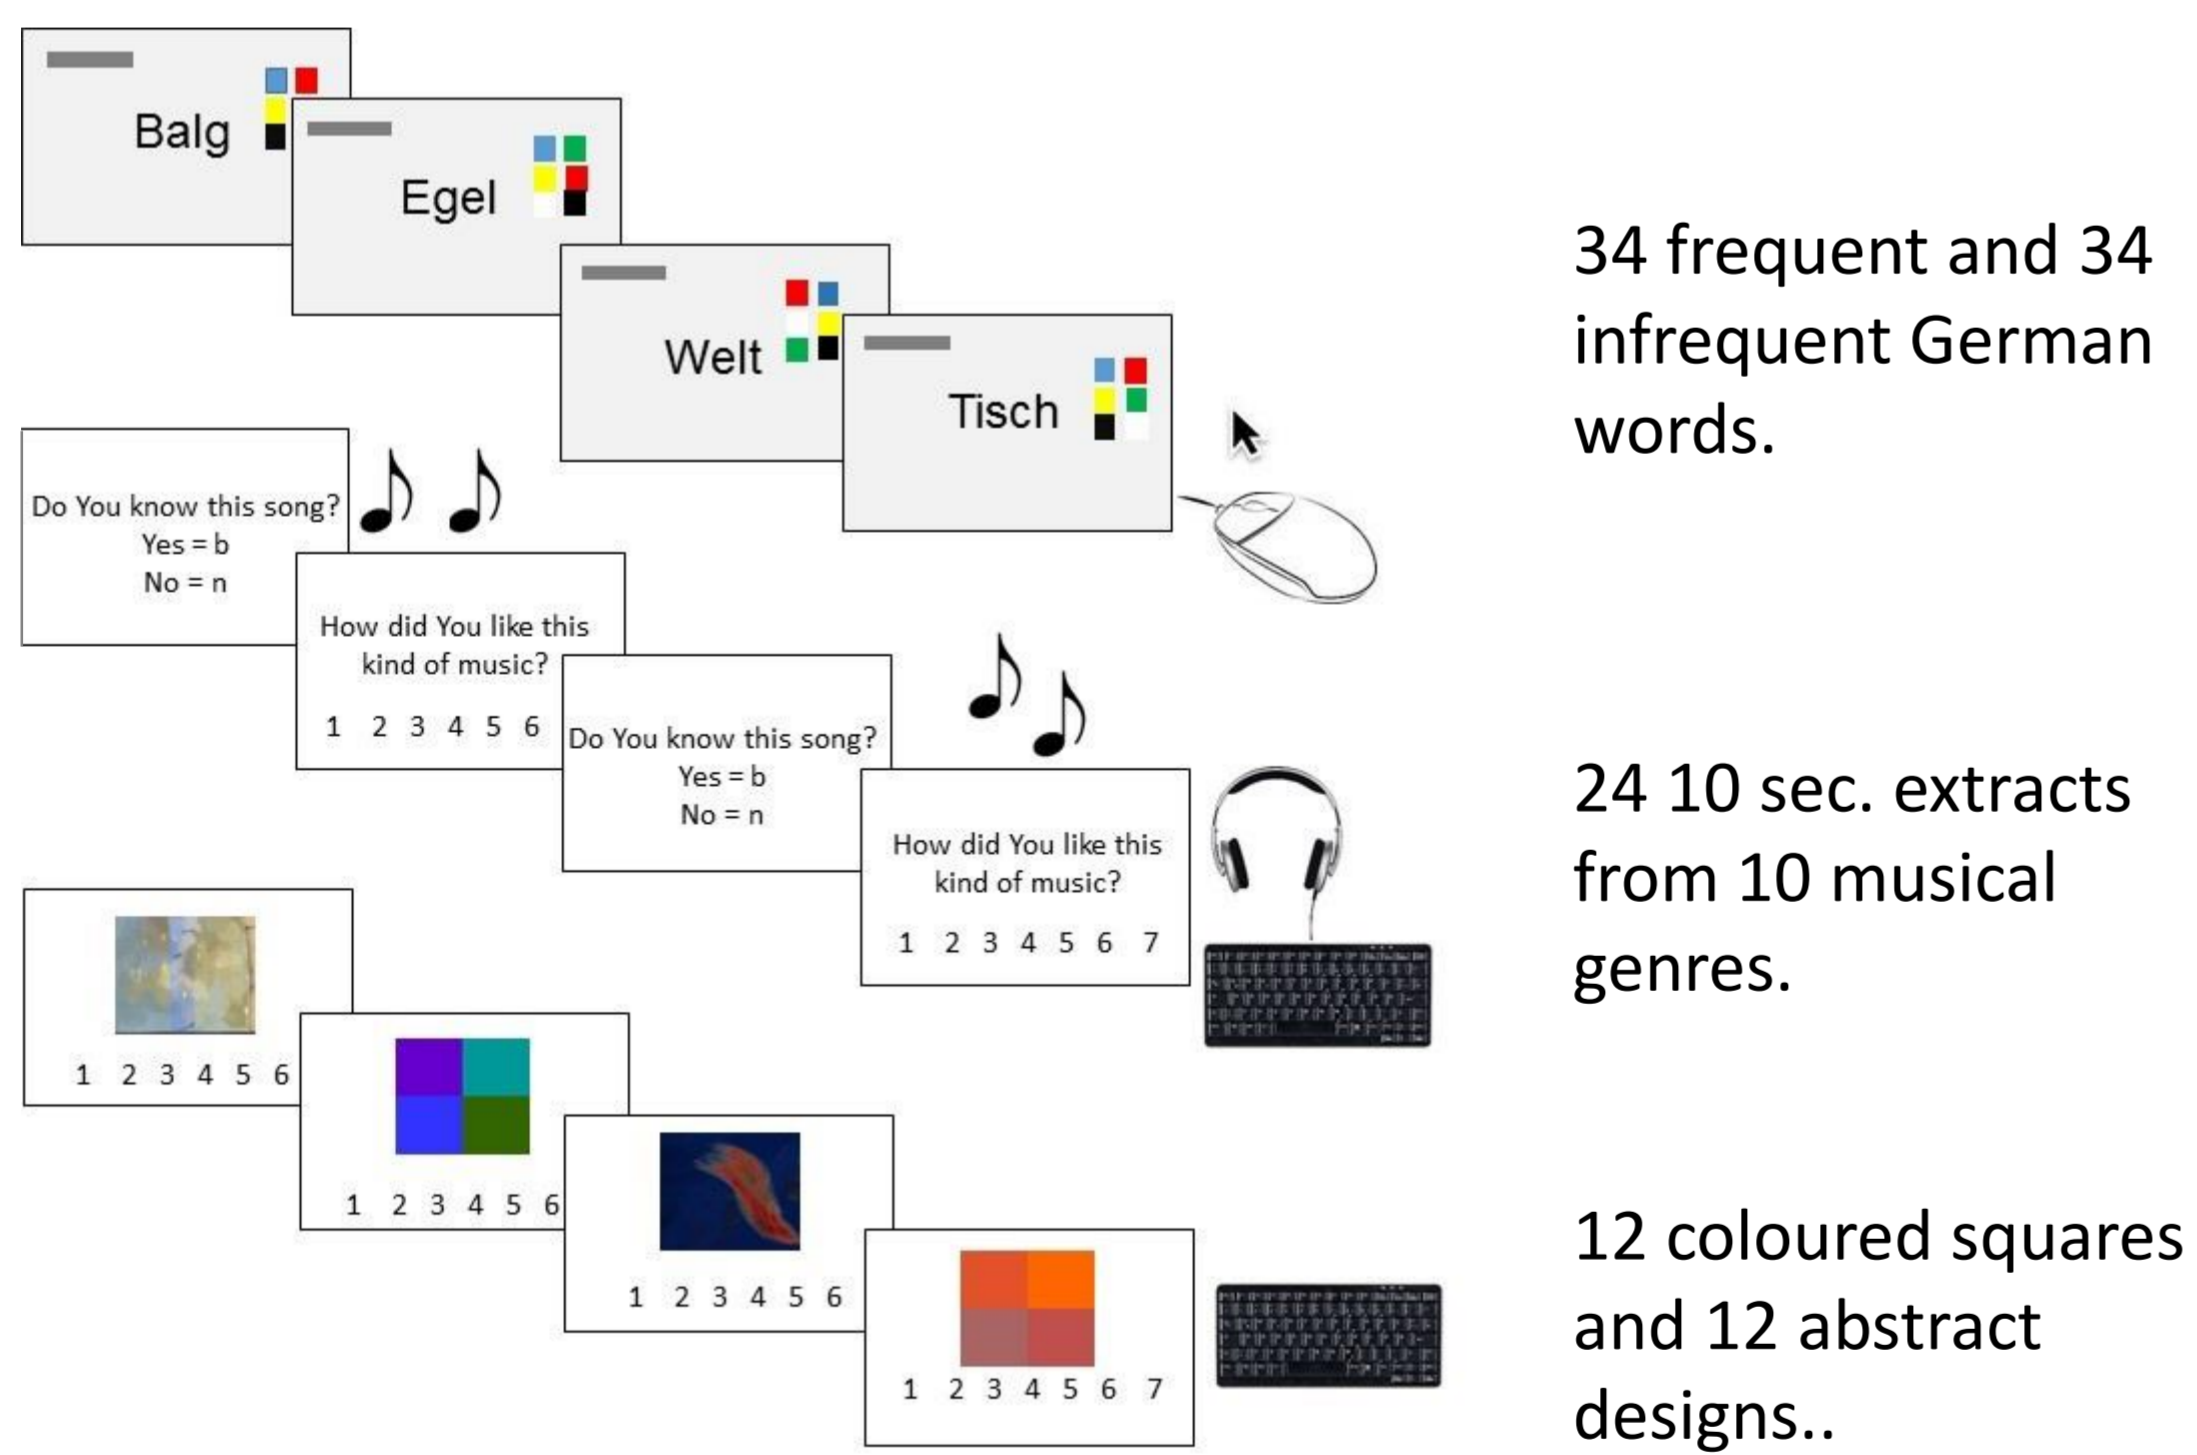 Balg
Egel
Welt
Tisch
34 frequent and 34
infrequent German
words.
Do You know this song?
Yes = b
No = n
How did You like this
kind of music?
1 2 3 4 5 6
Do You know this song?
Yes = b
No = n
How did You like this
kind of music?
1 2 3 4 5 6 7
24 10 sec. extracts
from 10 musical
genres.
1 2 3 4 5 6
1 2 3 4 5 6
1 2 3 4 5 6
1 2 3 4 5 6 7
12 coloured squares
and 12 abstract
designs..